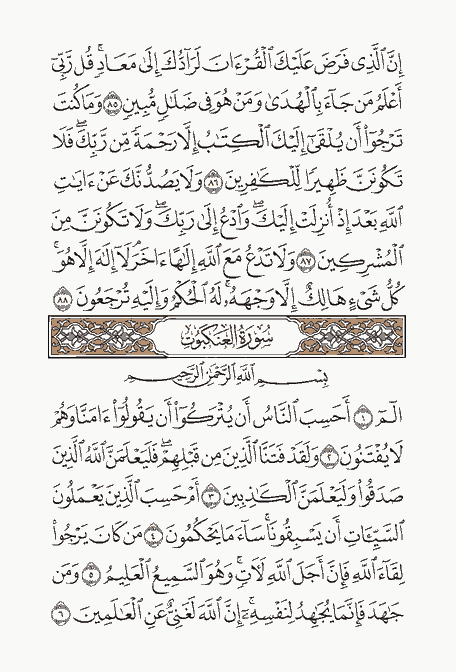 إِنَّ ٱلَّذِى فَرَضَ عَلَيْكَ ٱلْقُرْءَانَ لَرَآدُّكَ إِلَىٰ مَعَادٍۚ قُل رَّبِّىٓ
أَعْلَمُ مَن جَآءَ بِٱلْهُدَىٰ وَمَنْ هُوَ فِى ضَلَٰلٍ مُّبِينٍ ٨٥ وَمَا كُنتَ
تَرْجُوٓا۟ أَن يُلْقَىٰٓ إِلَيْكَ ٱلْكِتَٰبُ إِلَّا رَحْمَةً مِّن رَّبِّكَۖ فَلَا
تَكُونَنَّ ظَهِيرًا لِّلْكَٰفِرِينَ ٨٦ وَلَا يَصُدُّنَّكَ عَنْ ءَايَٰتِ
ٱللَّهِ بَعْدَ إِذْ أُنزِلَتْ إِلَيْكَۖ وَٱدْعُ إِلَىٰ رَبِّكَۖ وَلَا تَكُونَنَّ مِنَ
ٱلْمُشْرِكِينَ ٨٧ وَلَا تَدْعُ مَعَ ٱللَّهِ إِلَٰهًا ءَاخَرَۘ لَآ إِلَٰهَ إِلَّا هُوَۚ
كُلُّ شَىْءٍ هَالِكٌ إِلَّا وَجْهَهُۥۚ لَهُ ٱلْحُكْمُ وَإِلَيْهِ تُرْجَعُونَ ٨٨
سُورَةُ العَنكَبُوتِ
بِسْمِ ٱللَّهِ ٱلرَّحْمَٰنِ ٱلرَّحِيمِ
الٓمٓ ١ أَحَسِبَ ٱلنَّاسُ أَن يُتْرَكُوٓا۟ أَن يَقُولُوٓا۟ ءَامَنَّا وَهُمْ
لَا يُفْتَنُونَ ٢ وَلَقَدْ فَتَنَّا ٱلَّذِينَ مِن قَبْلِهِمْۖ فَلَيَعْلَمَنَّ ٱللَّهُ ٱلَّذِينَ
صَدَقُوا۟ وَلَيَعْلَمَنَّ ٱلْكَٰذِبِينَ ٣ أَمْ حَسِبَ ٱلَّذِينَ يَعْمَلُونَ
ٱلسَّيِّـَٔاتِ أَن يَسْبِقُونَاۚ سَآءَ مَا يَحْكُمُونَ ٤ مَن كَانَ يَرْجُوا۟
لِقَآءَ ٱللَّهِ فَإِنَّ أَجَلَ ٱللَّهِ لَءَاتٍۚ وَهُوَ ٱلسَّمِيعُ ٱلْعَلِيمُ ٥ وَمَن
جَٰهَدَ فَإِنَّمَا يُجَٰهِدُ لِنَفْسِهِۦٓۚ إِنَّ ٱللَّهَ لَغَنِىٌّ عَنِ ٱلْعَٰلَمِينَ ٦